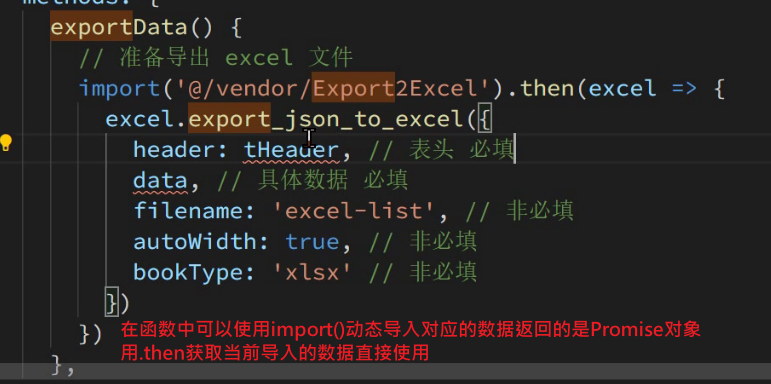 methods: {
exportData() {
// 准备导出 excel 文件
import('@/vendor/Export2Excel').then(excel => {
excel.export_json_to_excel({
header: tHeader, // 表头 必填
data, // 具体数据 必填
filename: 'excel-list', // 非必填
autoWidth: true, // 非必填
bookType: 'xlsx' // 非必填
})
})
在函数中可以使用import()动态导入对应的数据返回的是Promise对象
用.then获取当前导入的数据直接使用
},